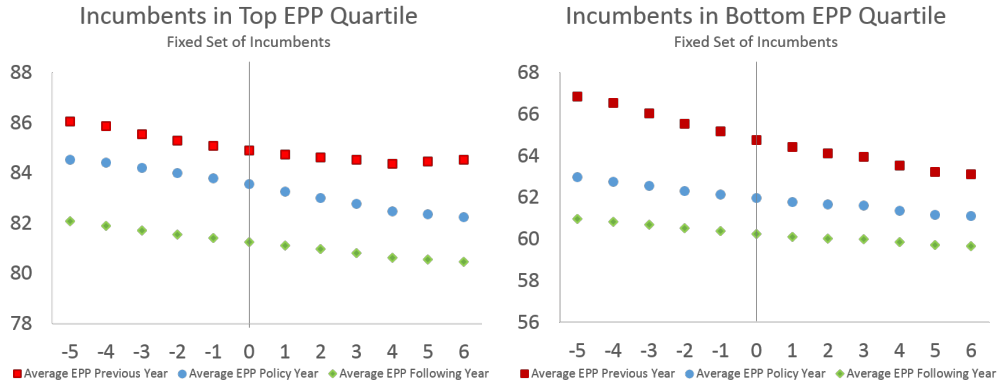 Incumbents in Top EPP Quartile
Fixed Set of Incumbents
88
86
84
82
80
78
-5 -4 -3 -2 -1 0 1 2 3 4 5 6
Average EPP Previous Year Average EPP Policy Year Average EPP Following Year
Incumbents in Bottom EPP Quartile
Fixed Set of Incumbents
68
66
64
62
60
58
56
-5 -4 -3 -2 -1 0 1 2 3 4 5 6
Average EPP Previous Year Average EPP Policy Year Average EPP Following Year